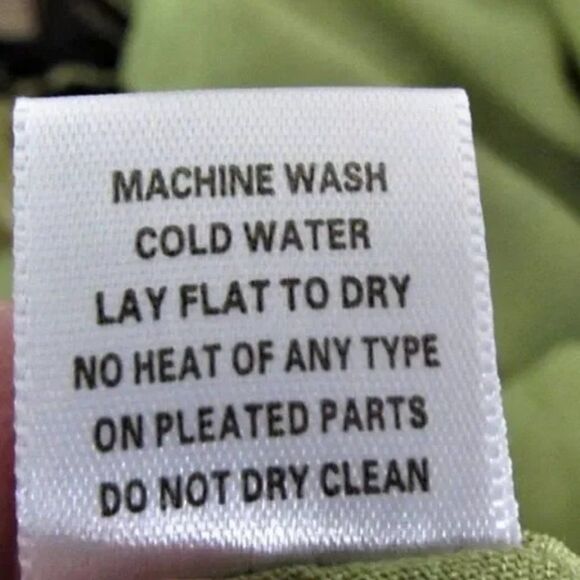 MACHINE WASH
COLD WATER
LAY FLAT TO DRY
NO HEAT OF ANY TYPE
ON PLEATED PARTS
DO NOT DRY CLEAN